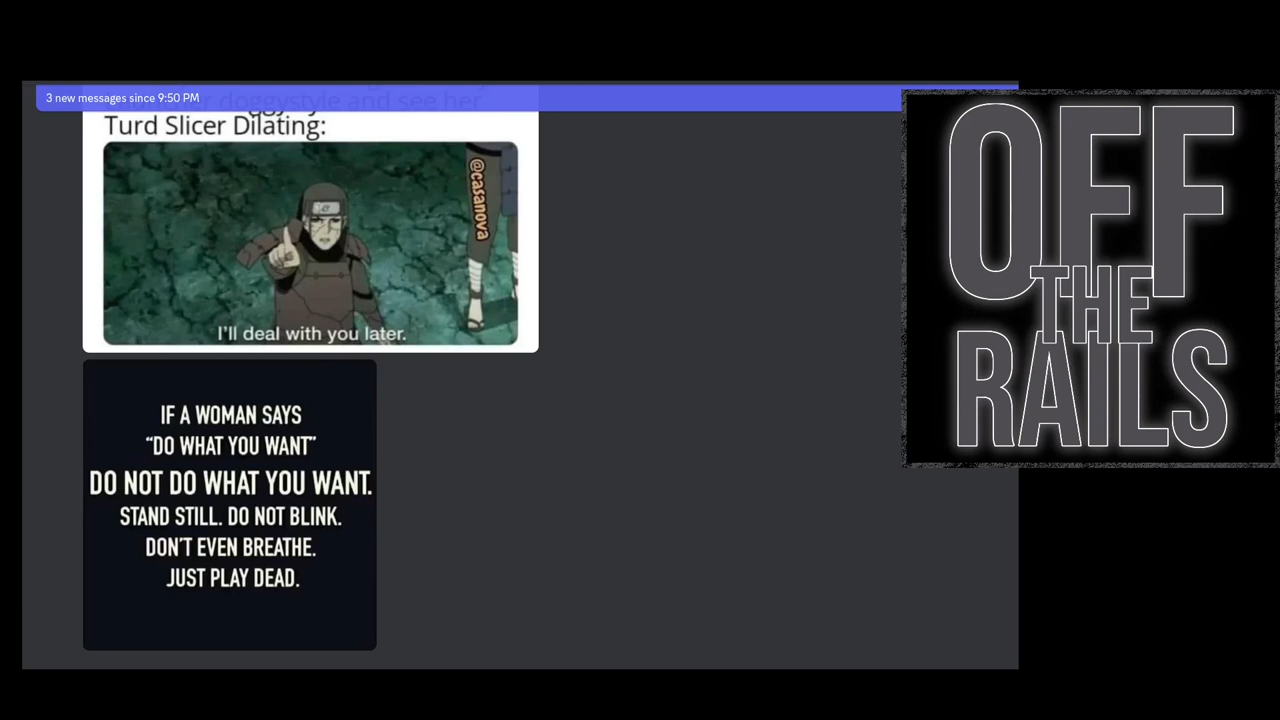 3 new messages since 9:50 PM
doggystyle and see her
Turd Slicer Dilating:
@casanova
I'll deal with you later.
IF A WOMAN SAYS
“DO WHAT YOU WANT”
DO NOT DO WHAT YOU WANT.
STAND STILL. DO NOT BLINK.
DON'T EVEN BREATHE.
JUST PLAY DEAD.
OFF
THE
RAILS